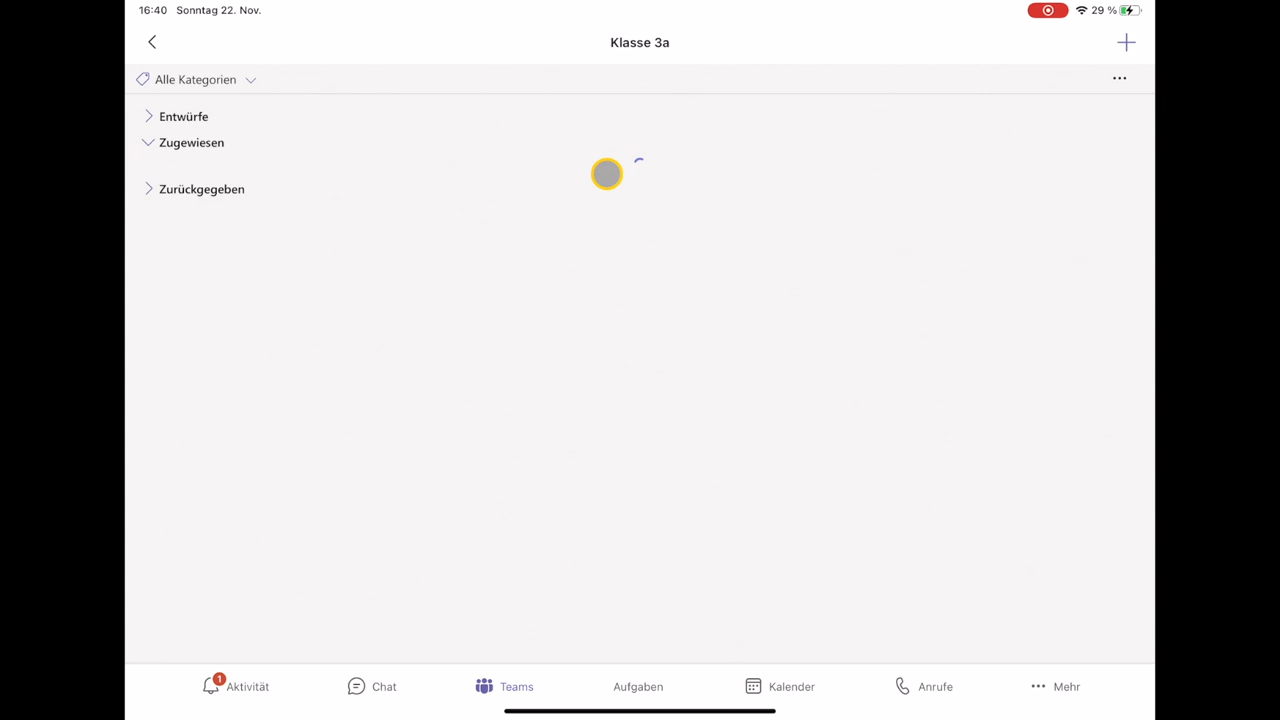 16:40 Sonntag 22. Nov. 29 %
Klasse 3a
Alle Kategorien
Entwürfe
Zugewiesen
Zurückgegeben
1
Aktivität Chat Teams Aufgaben Kalender Anrufe Mehr